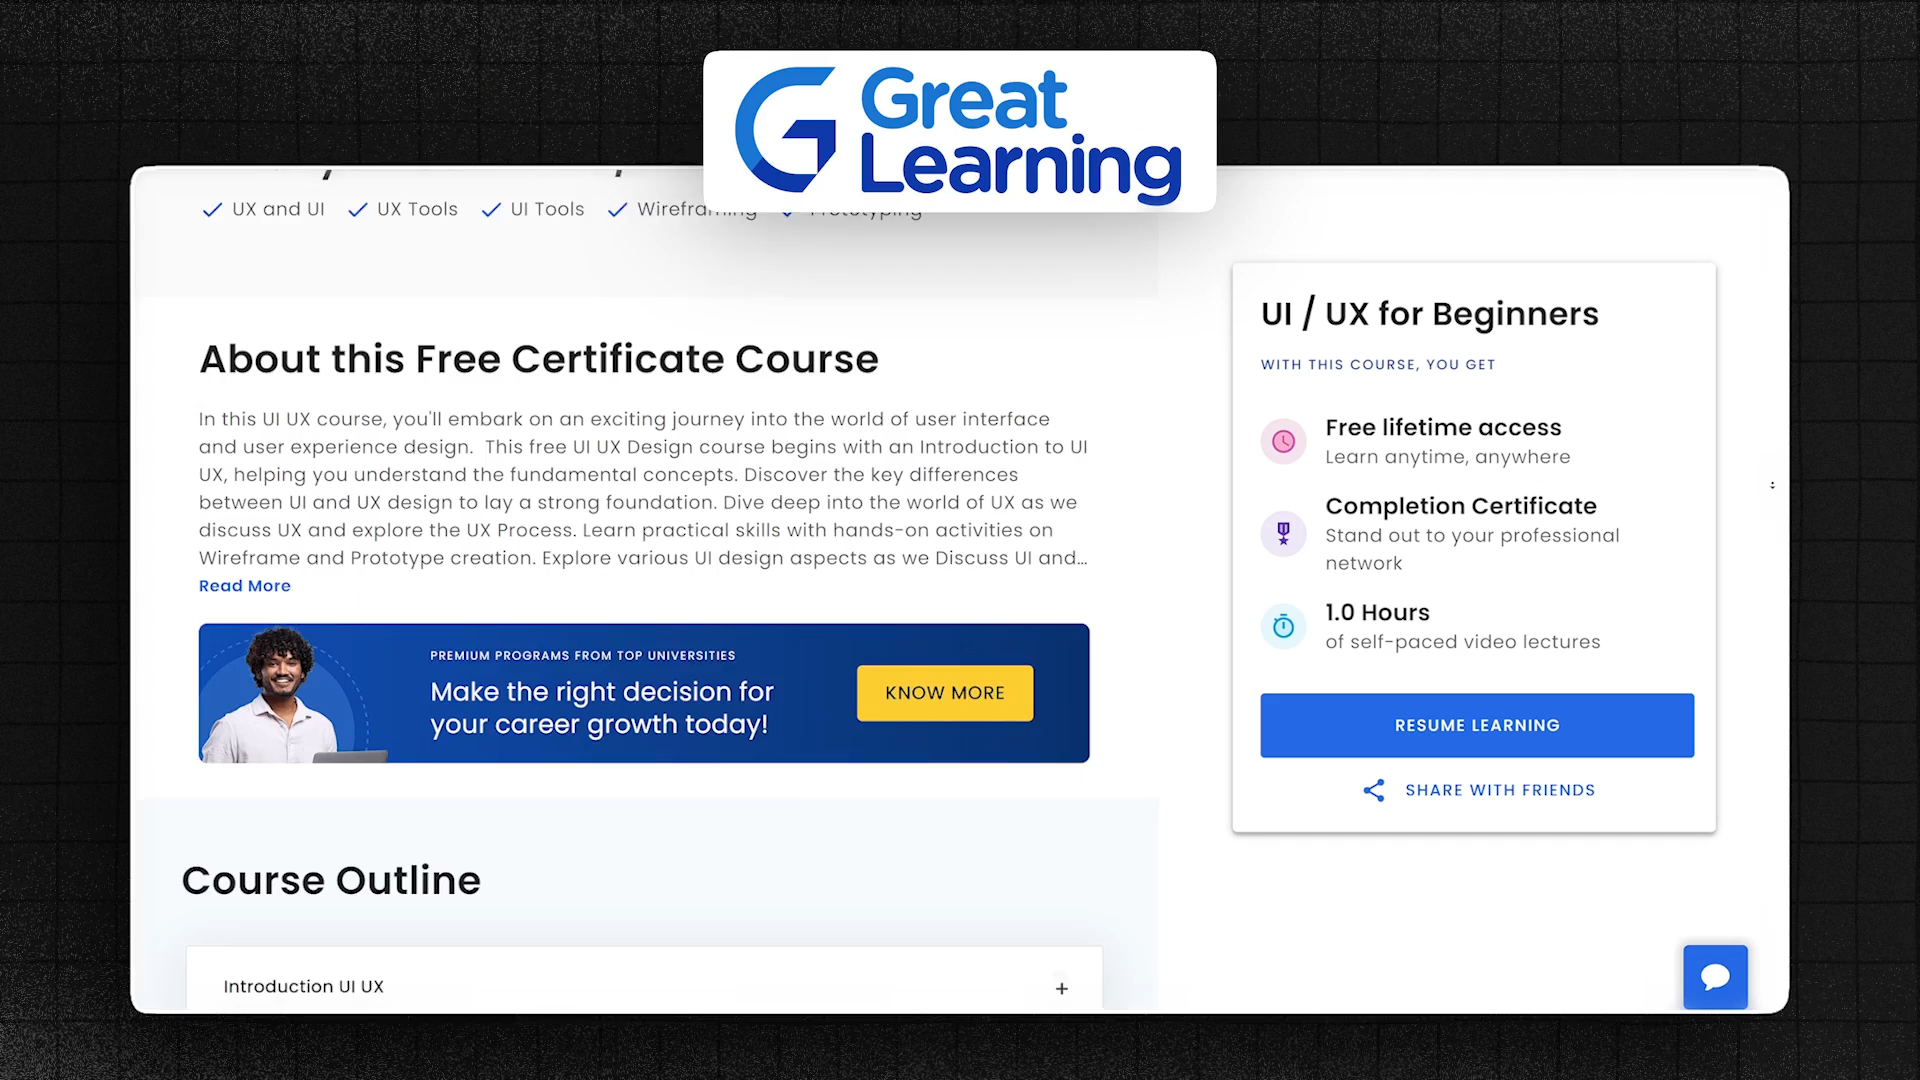 Great
Learning
UX and UI
UX Tools
UI Tools
Wireframing
Prototyping
About this Free Certificate Course
In this UI UX course, you'll embark on an exciting journey into the world of user interface
and user experience design. This free UI UX Design course begins with an Introduction to UI
UX, helping you understand the fundamental concepts. Discover the key differences
between UI and UX design to lay a strong foundation. Dive deep into the world of UX as we
discuss UX and explore the UX Process. Learn practical skills with hands-on activities on
Wireframe and Prototype creation. Explore various UI design aspects as we Discuss UI and...
Read More
PREMIUM PROGRAMS FROM TOP UNIVERSITIES
Make the right decision for
your career growth today!
KNOW MORE
Course Outline
Introduction UI UX
+
UI / UX for Beginners
WITH THIS COURSE, YOU GET
Free lifetime access
Learn anytime, anywhere
Completion Certificate
Stand out to your professional
network
1.0 Hours
of self-paced video lectures
RESUME LEARNING
SHARE WITH FRIENDS